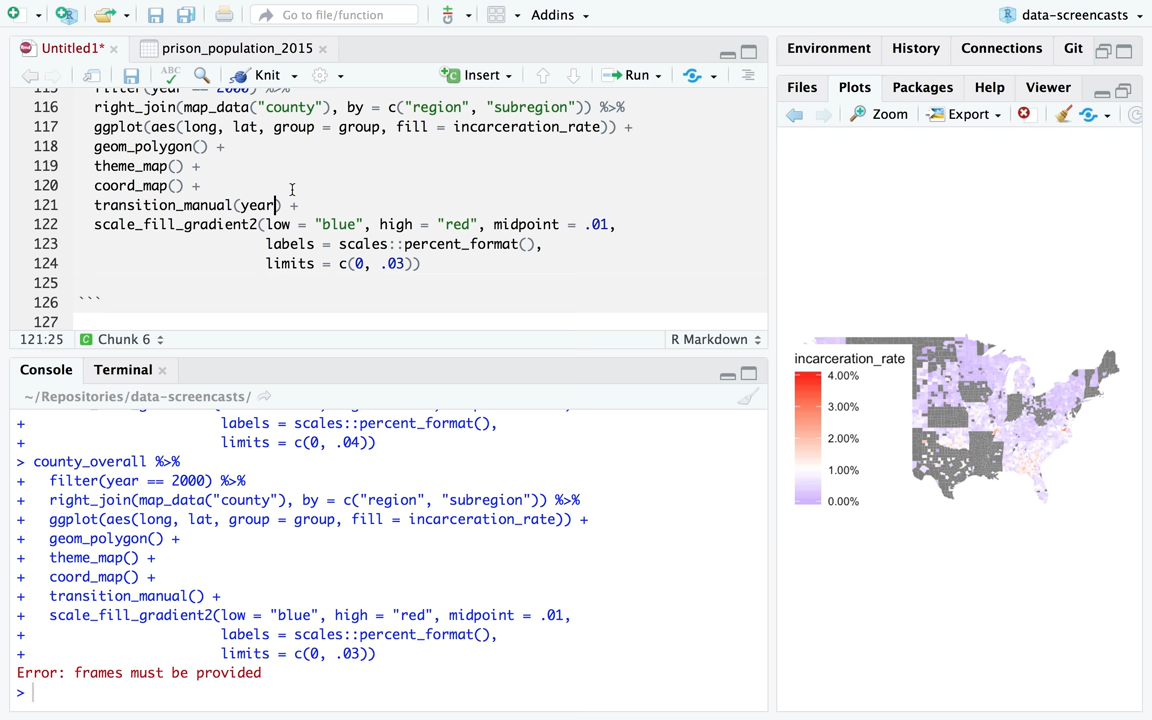 Go to file/function
Addins
data-screencasts
Untitled1*
prison_population_2015
ABC
Knit
Insert
Run
115 filter(year == 2000) %>%
116 right_join(map_data("county"), by = c("region", "subregion")) %>%
117 ggplot(aes(long, lat, group = group, fill = incarceration_rate)) +
118 geom_polygon() +
119 theme_map() +
120 coord_map() +
121 transition_manual(year) +
122 scale_fill_gradient2(low = "blue", high = "red", midpoint = .01,
123 labels = scales::percent_format(),
124 limits = c(0, .03))
125
126 ```
127
121:25 Chunk 6 R Markdown
Console Terminal
~/Repositories/data-screencasts/
+ labels = scales::percent_format(),
+ limits = c(0, .04))
> county_overall %>%
+ filter(year == 2000) %>%
+ right_join(map_data("county"), by = c("region", "subregion")) %>%
+ ggplot(aes(long, lat, group = group, fill = incarceration_rate)) +
+ geom_polygon() +
+ theme_map() +
+ coord_map() +
+ transition_manual() +
+ scale_fill_gradient2(low = "blue", high = "red", midpoint = .01,
+ labels = scales::percent_format(),
+ limits = c(0, .03))
Error: frames must be provided
>
Environment History Connections Git
Files Plots Packages Help Viewer
Zoom Export
incarceration_rate
4.00%
3.00%
2.00%
1.00%
0.00%